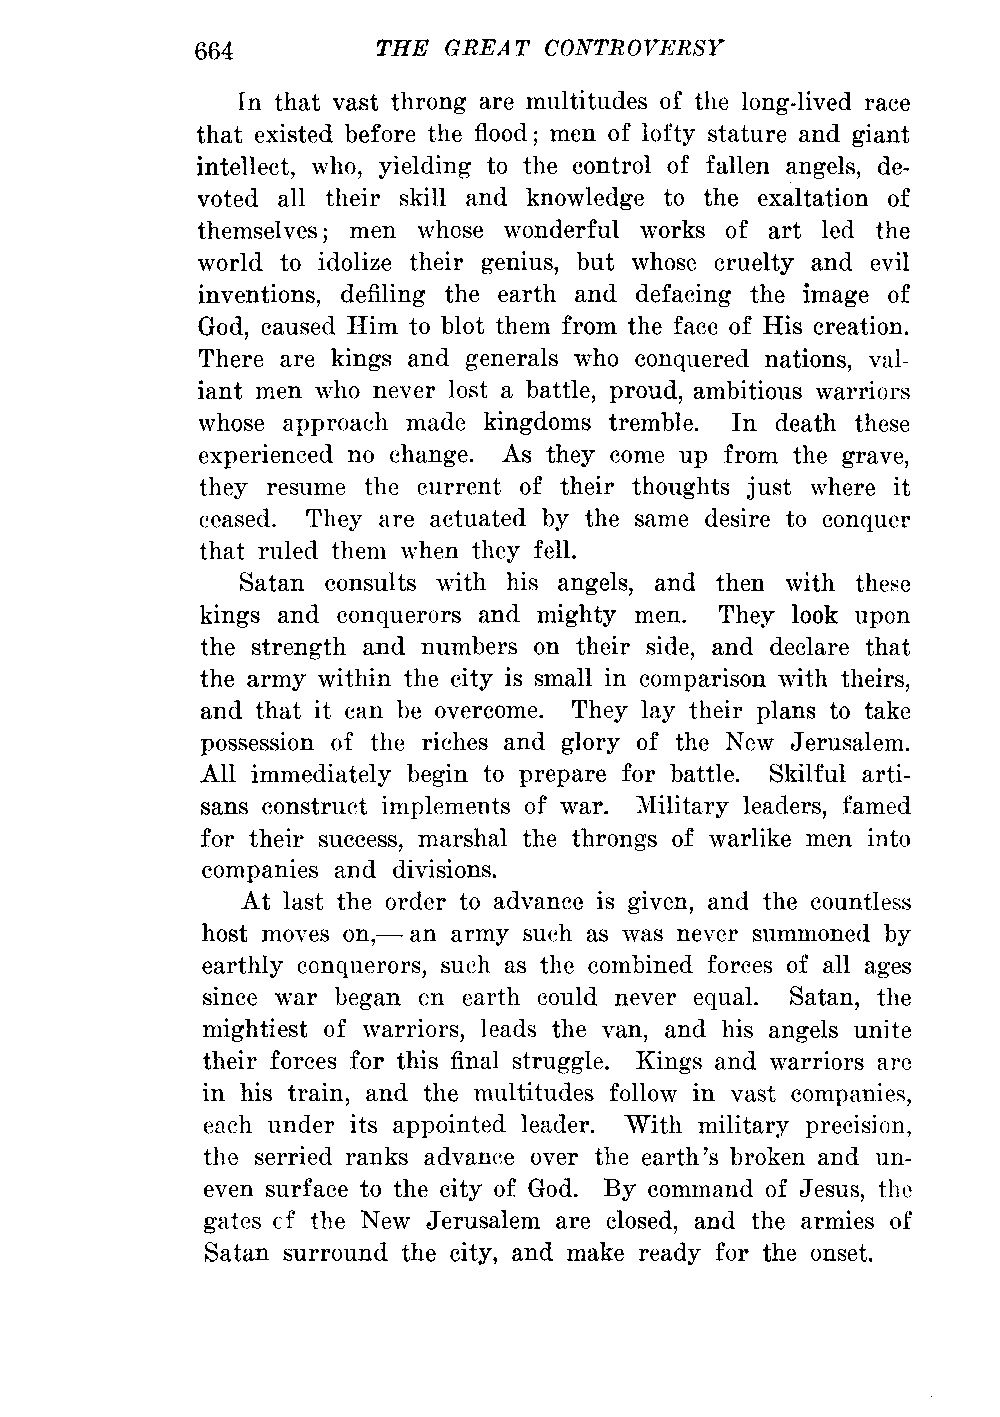 664 THE GREAT CONTROVERSY
In that vast throng are multitudes of the long-lived race
that existed before the flood; men of lofty stature and giant
intellect, who, yielding to the control of fallen angels, de-
voted all their skill and knowledge to the exaltation of
themselves; men whose wonderful works of art led the
world to idolize their genius, but whose cruelty and evil
inventions, defiling the earth and defacing the image of
God, caused Him to blot them from the face of His creation.
There are kings and generals who conquered nations, val-
iant men who never lost a battle, proud, ambitious warriors
whose approach made kingdoms tremble. In death these
experienced no change. As they come up from the grave,
they resume the current of their thoughts just where it
ceased. They are actuated by the same desire to conquer
that ruled them when they fell.
Satan consults with his angels, and then with these
kings and conquerors and mighty men. They look upon
the strength and numbers on their side, and declare that
the army within the city is small in comparison with theirs,
and that it can be overcome. They lay their plans to take
possession of the riches and glory of the New Jerusalem.
All immediately begin to prepare for battle. Skilful arti-
sans construct implements of war. Military leaders, famed
for their success, marshal the throngs of warlike men into
companies and divisions.
At last the order to advance is given, and the countless
host moves on,— an army such as was never summoned by
earthly conquerors, such as the combined forces of all ages
since war began on earth could never equal. Satan, the
mightiest of warriors, leads the van, and his angels unite
their forces for this final struggle. Kings and warriors are
in his train, and the multitudes follow in vast companies,
each under its appointed leader. With military precision,
the serried ranks advance over the earth's broken and un-
even surface to the city of God. By command of Jesus, the
gates of the New Jerusalem are closed, and the armies of
Satan surround the city, and make ready for the onset.